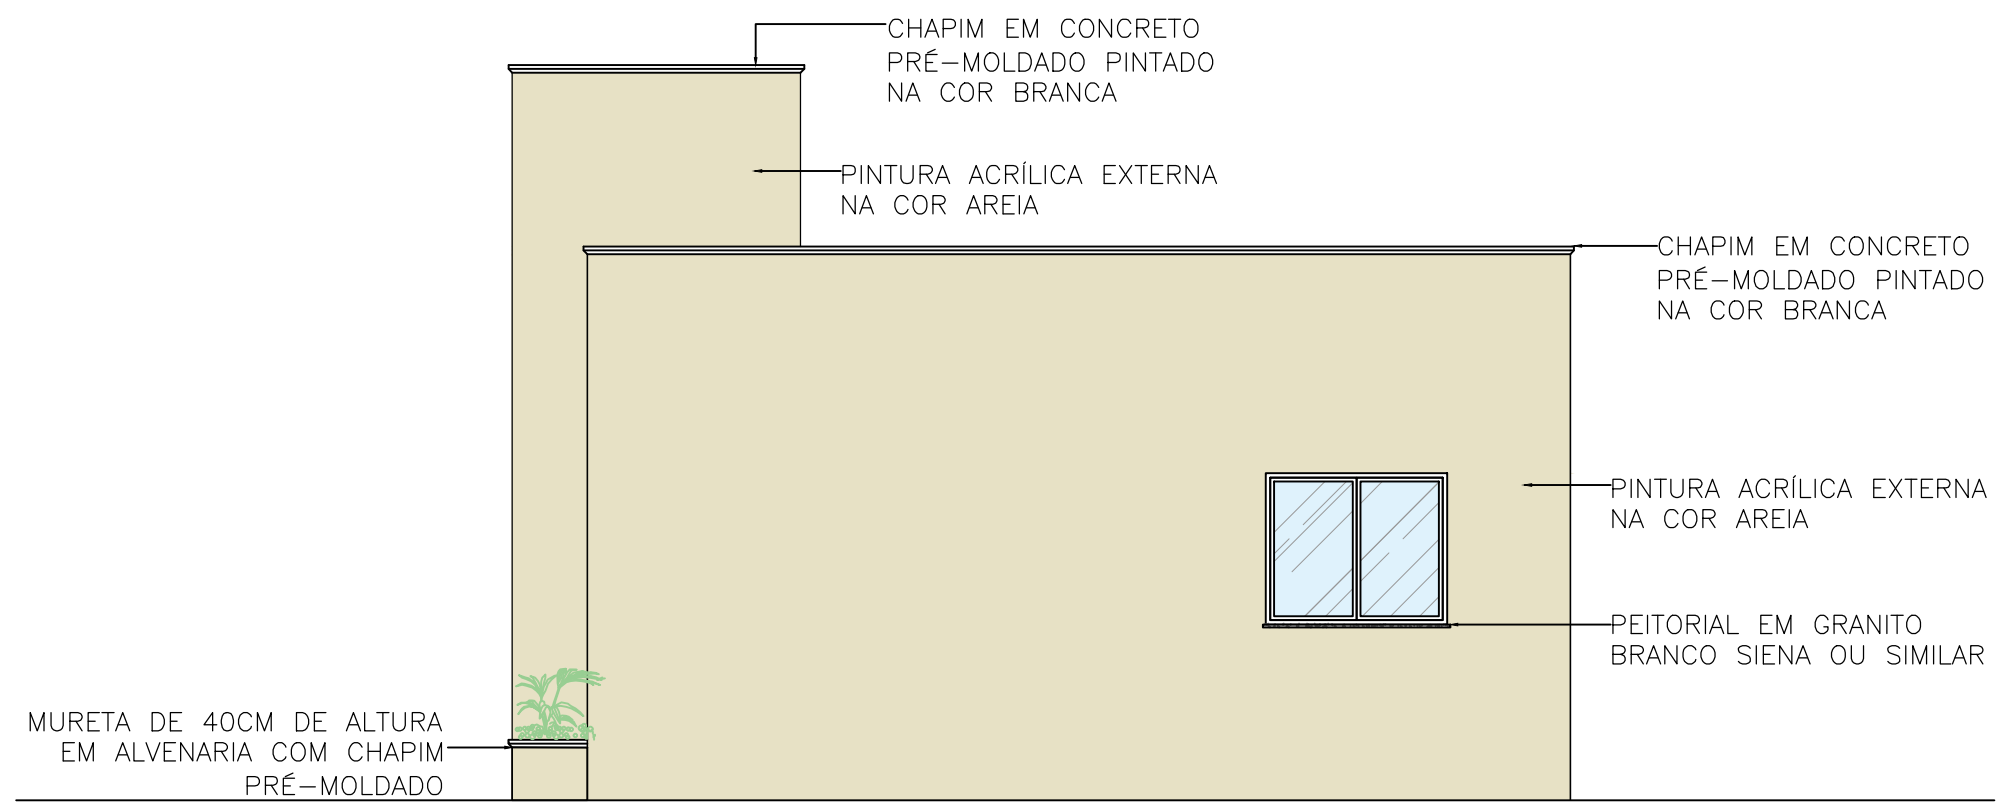 CHAPIM EM CONCRETO
PRÉ-MOLDADO PINTADO
NA COR BRANCA
PINTURA ACRÍLICA EXTERNA
NA COR AREIA
CHAPIM EM CONCRETO
PRÉ-MOLDADO PINTADO
NA COR BRANCA
PINTURA ACRÍLICA EXTERNA
NA COR AREIA
PEITORIAL EM GRANITO
BRANCO SIENA OU SIMILAR
MURETA DE 40CM DE ALTURA
EM ALVENARIA COM CHAPIM
PRÉ-MOLDADO